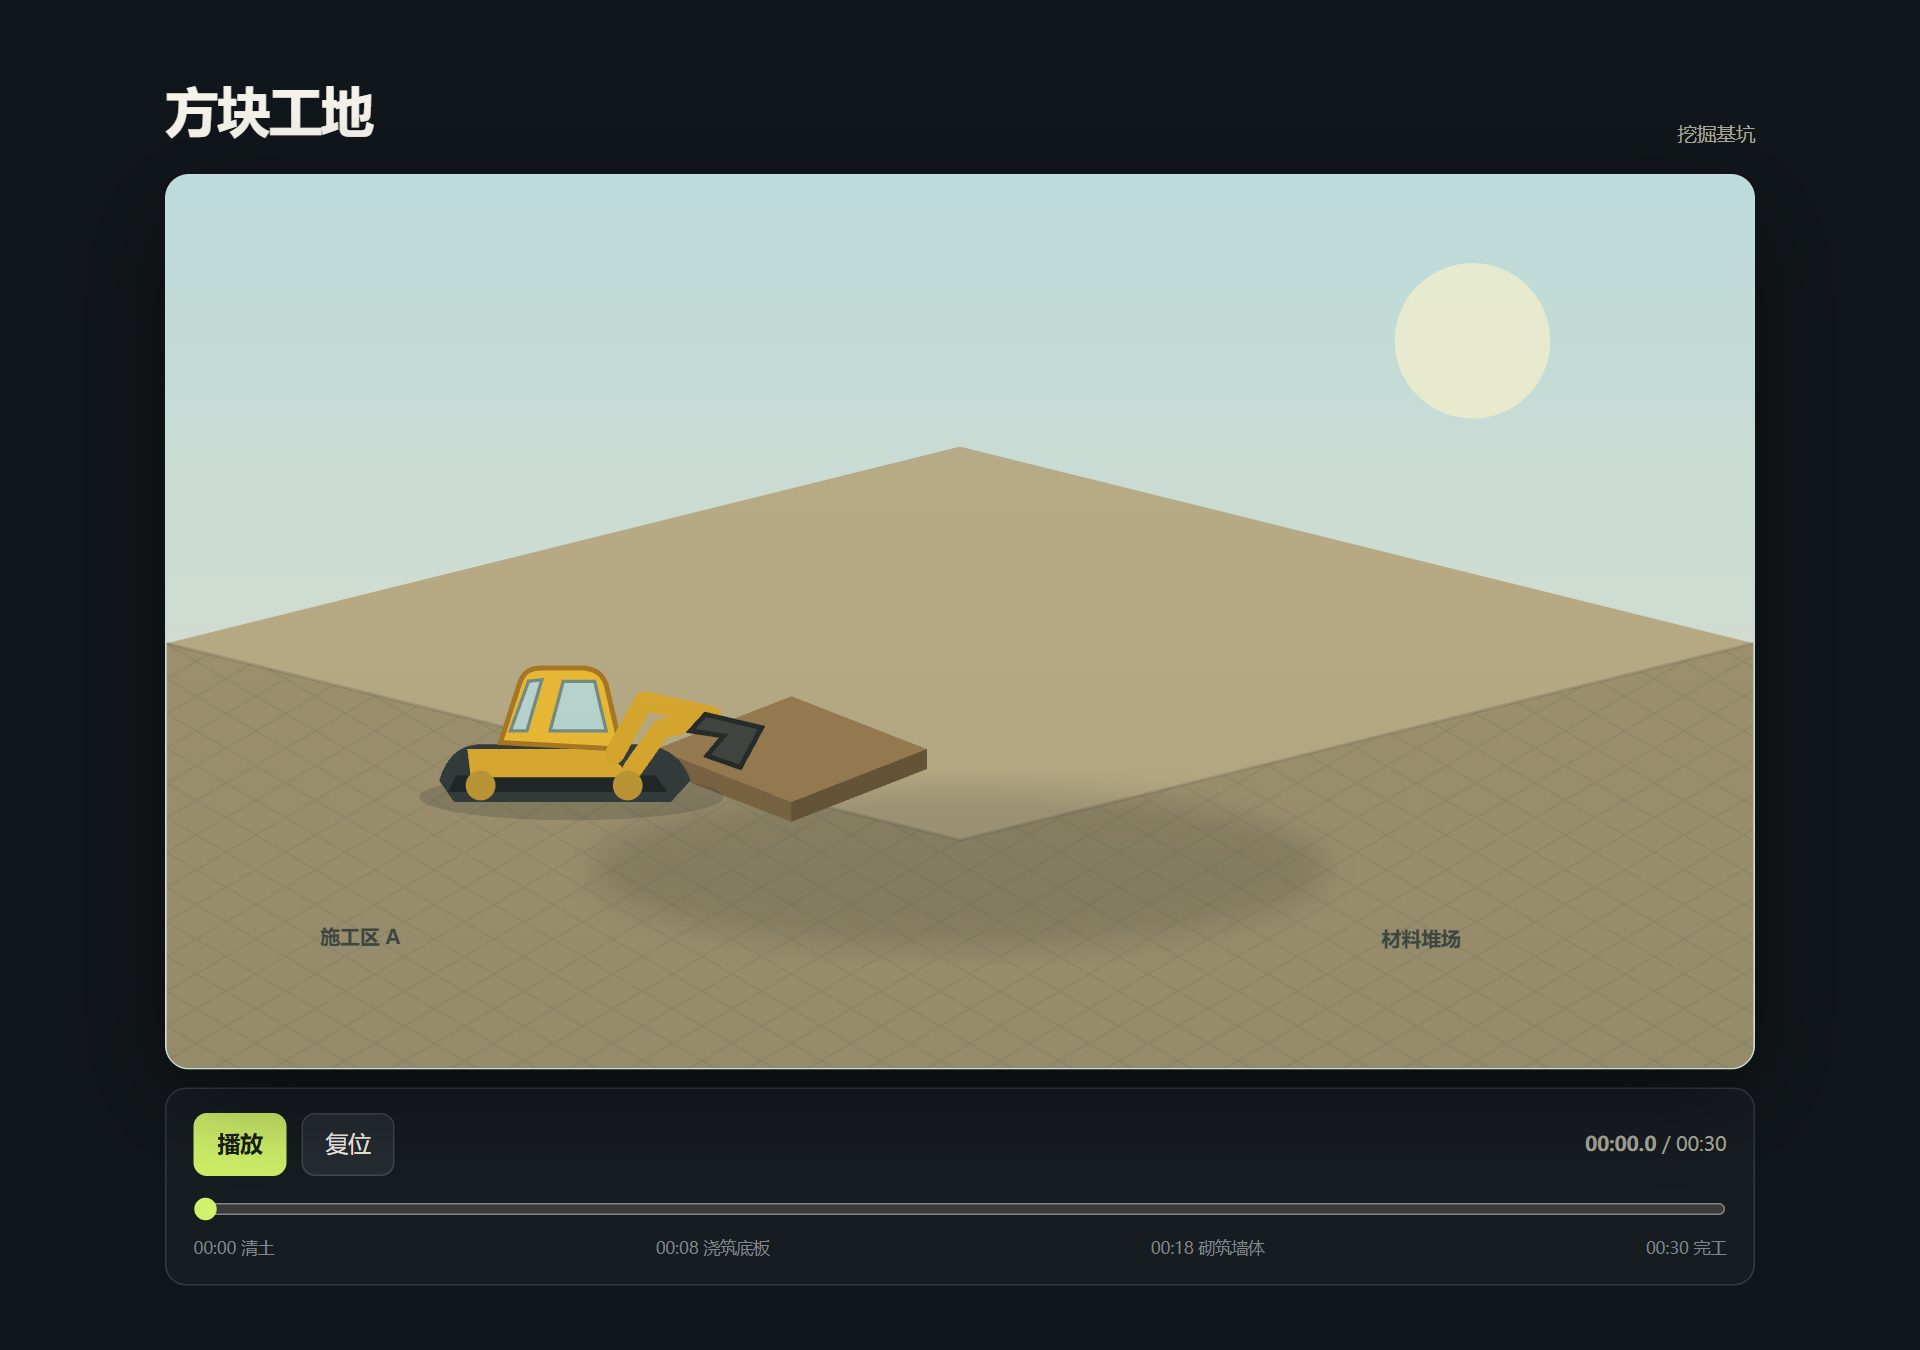 方块工地
挖掘基坑
施工区 A
材料堆场
播放
复位
00:00.0 / 00:30
00:00 清土
00:08 浇筑底板
00:18 砌筑墙体
00:30 完工